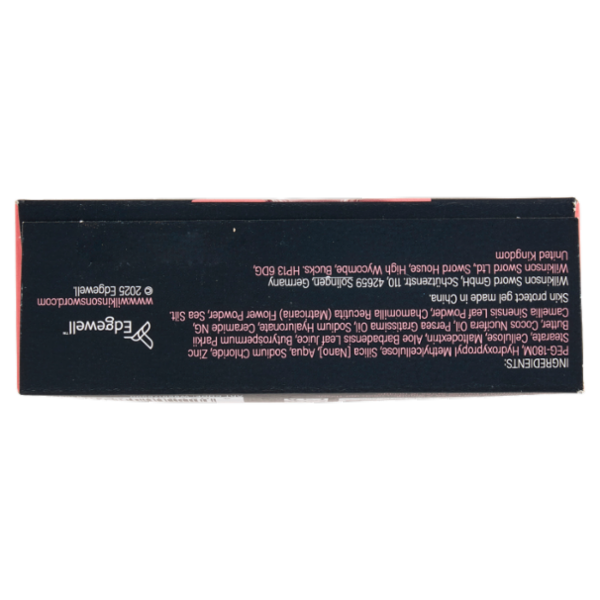 INGREDIENTS:
PEG-180M, Hydroxypropyl Methylcellulose, Silica, [Nano], Aqua, Sodium Chloride, Zinc
Stearate, Cellulose, Maltodextrin, Aloe Barbadensis Leaf Juice, Butyrospermum Parkii
Butter, Cocos Nucifera Oil, Persea Gratissima Oil, Sodium Hyaluronate, Ceramide NG,
Camellia Sinensis Leaf Powder, Chamomilla Recutita (Matricaria) Flower Powder, Sea Silt.
Skin protect gel made in China.
Wilkinson Sword GmbH, Schützenstr. 110, 42659 Solingen, Germany
Wilkinson Sword Ltd, Sword House, High Wycombe, Bucks. HP13 6DG,
United Kingdom
Edgewell™
www.wilkinsonsword.com
© 2025 Edgewell.